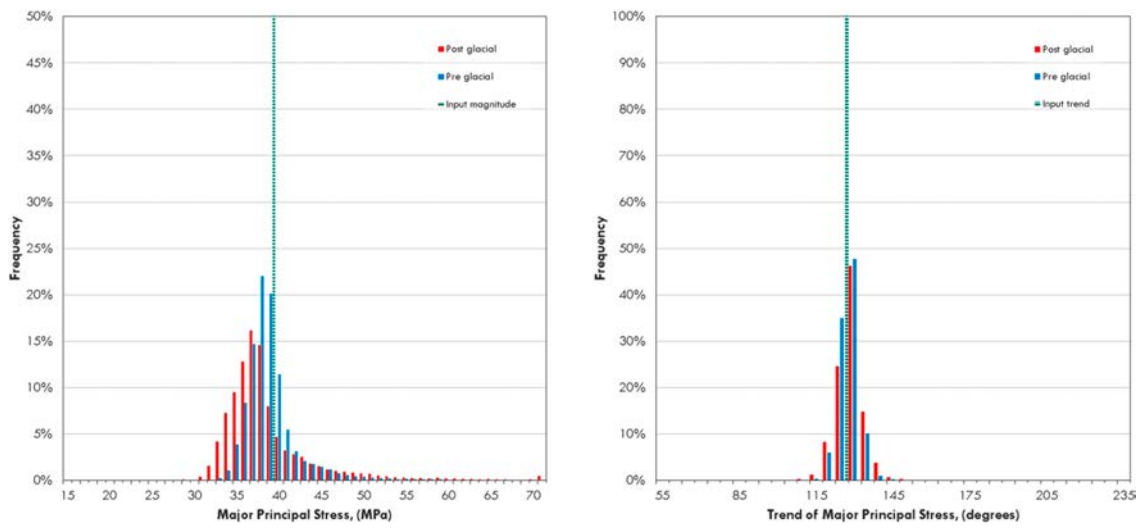 50%
45%
40%
35%
30%
25%
20%
15%
10%
5%
0%
Frequency
Post glacial
Pre glacial
Input magnitude
15 20 25 30 35 40 45 50 55 60 65 70
Major Principal Stress, (MPa)
100%
90%
80%
70%
60%
50%
40%
30%
20%
10%
0%
Frequency
Post glacial
Pre glacial
Input trend
55 85 115 145 175 205 235
Trend of Major Principal Stress, (degrees)